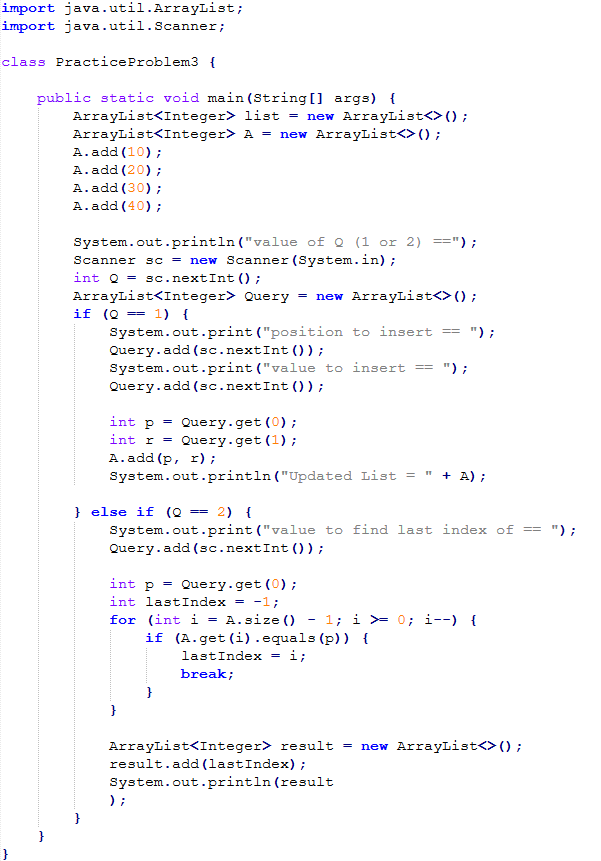 import java.util.ArrayList;
import java.util.Scanner;

class PracticeProblem3 {

    public static void main(String[] args) {
        ArrayList<Integer> list = new ArrayList<>();
        ArrayList<Integer> A = new ArrayList<>();
        A.add(10);
        A.add(20);
        A.add(30);
        A.add(40);

        System.out.println("value of Q (1 or 2) ==");
        Scanner sc = new Scanner(System.in);
        int Q = sc.nextInt();
        ArrayList<Integer> Query = new ArrayList<>();
        if (Q == 1) {
            System.out.print("position to insert == ");
            Query.add(sc.nextInt());
            System.out.print("value to insert == ");
            Query.add(sc.nextInt());

            int p = Query.get(0);
            int r = Query.get(1);
            A.add(p, r);
            System.out.println("Updated List = " + A);

        } else if (Q == 2) {
            System.out.print("value to find last index of == ");
            Query.add(sc.nextInt());

            int p = Query.get(0);
            int lastIndex = -1;
            for (int i = A.size() - 1; i >= 0; i--) {
                if (A.get(i).equals(p)) {
                    lastIndex = i;
                    break;
                }
            }

            ArrayList<Integer> result = new ArrayList<>();
            result.add(lastIndex);
            System.out.println(result
            );
        }
    }
}